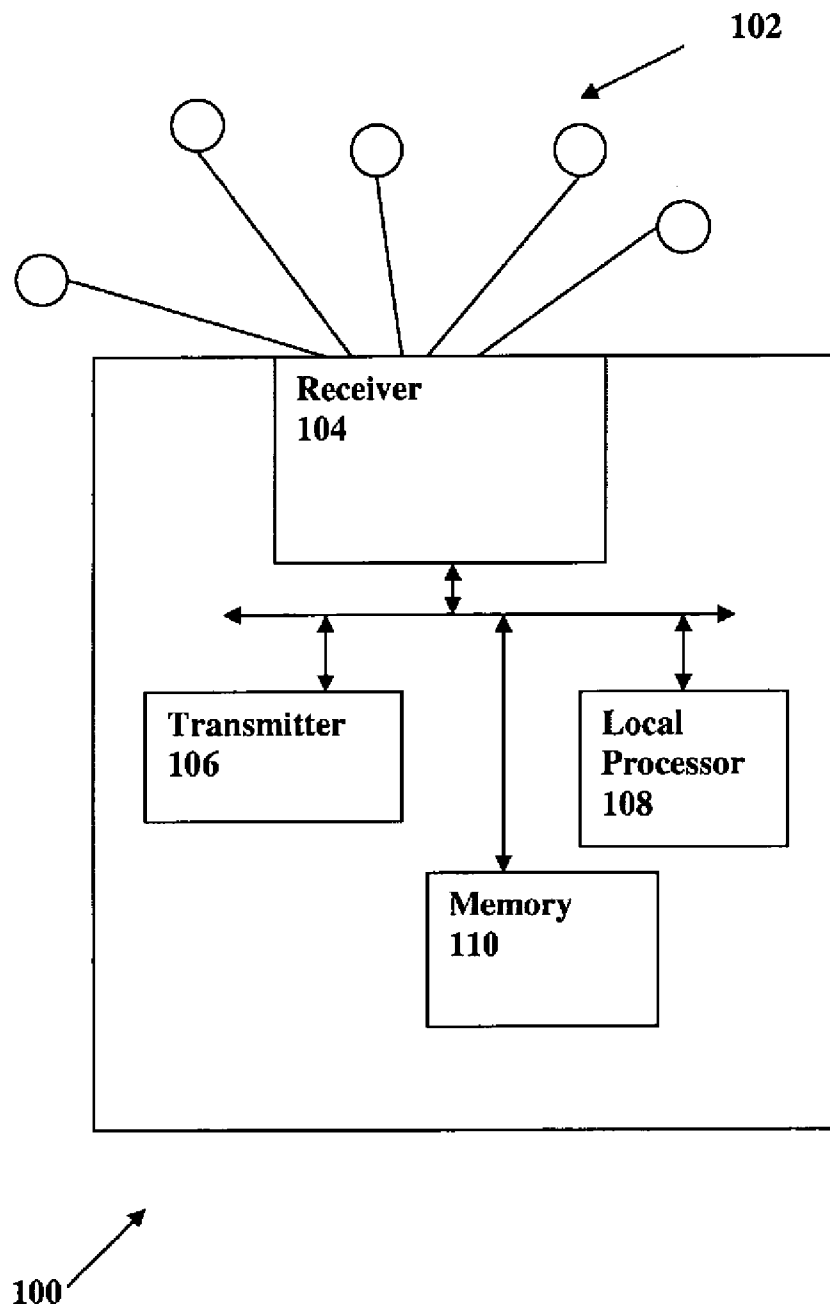 102
Receiver
104
Transmitter
106
Local
Processor
108
Memory
110
100